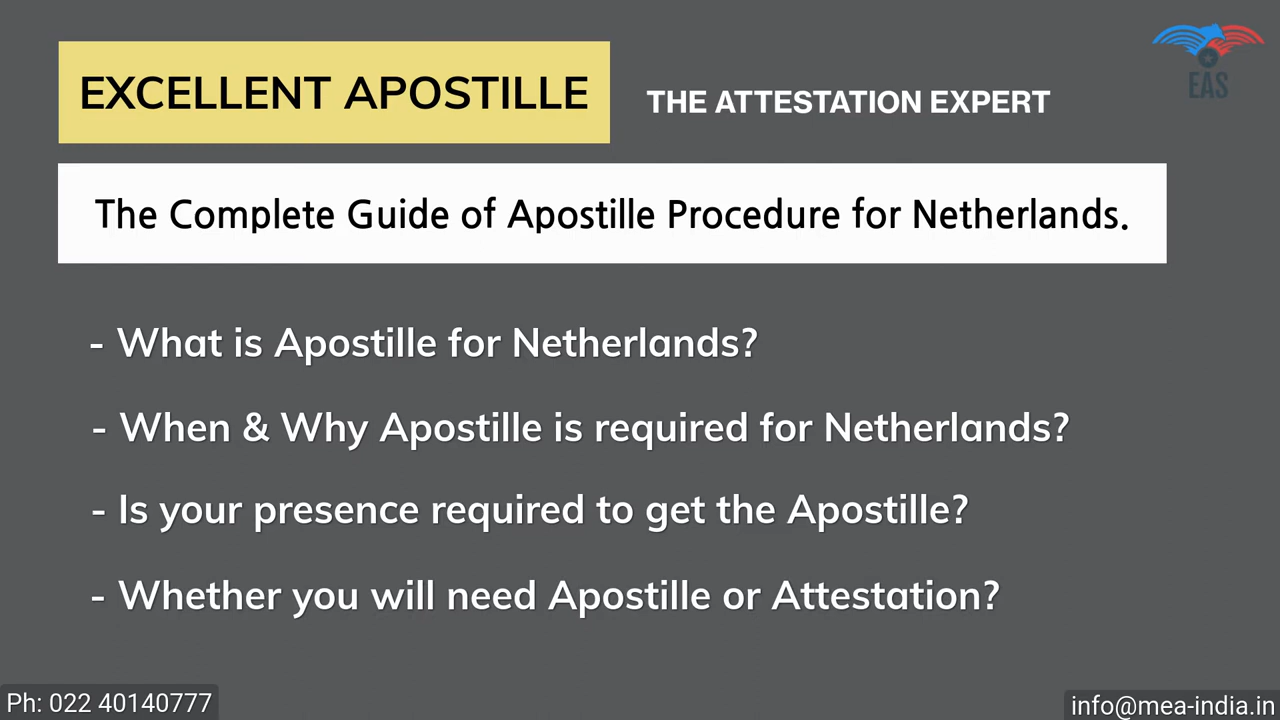 EXCELLENT APOSTILLE
THE ATTESTATION EXPERT
EAS
The Complete Guide of Apostille Procedure for Netherlands.
- What is Apostille for Netherlands?
- When & Why Apostille is required for Netherlands?
- Is your presence required to get the Apostille?
- Whether you will need Apostille or Attestation?
Ph: 022 40140777
info@mea-india.in